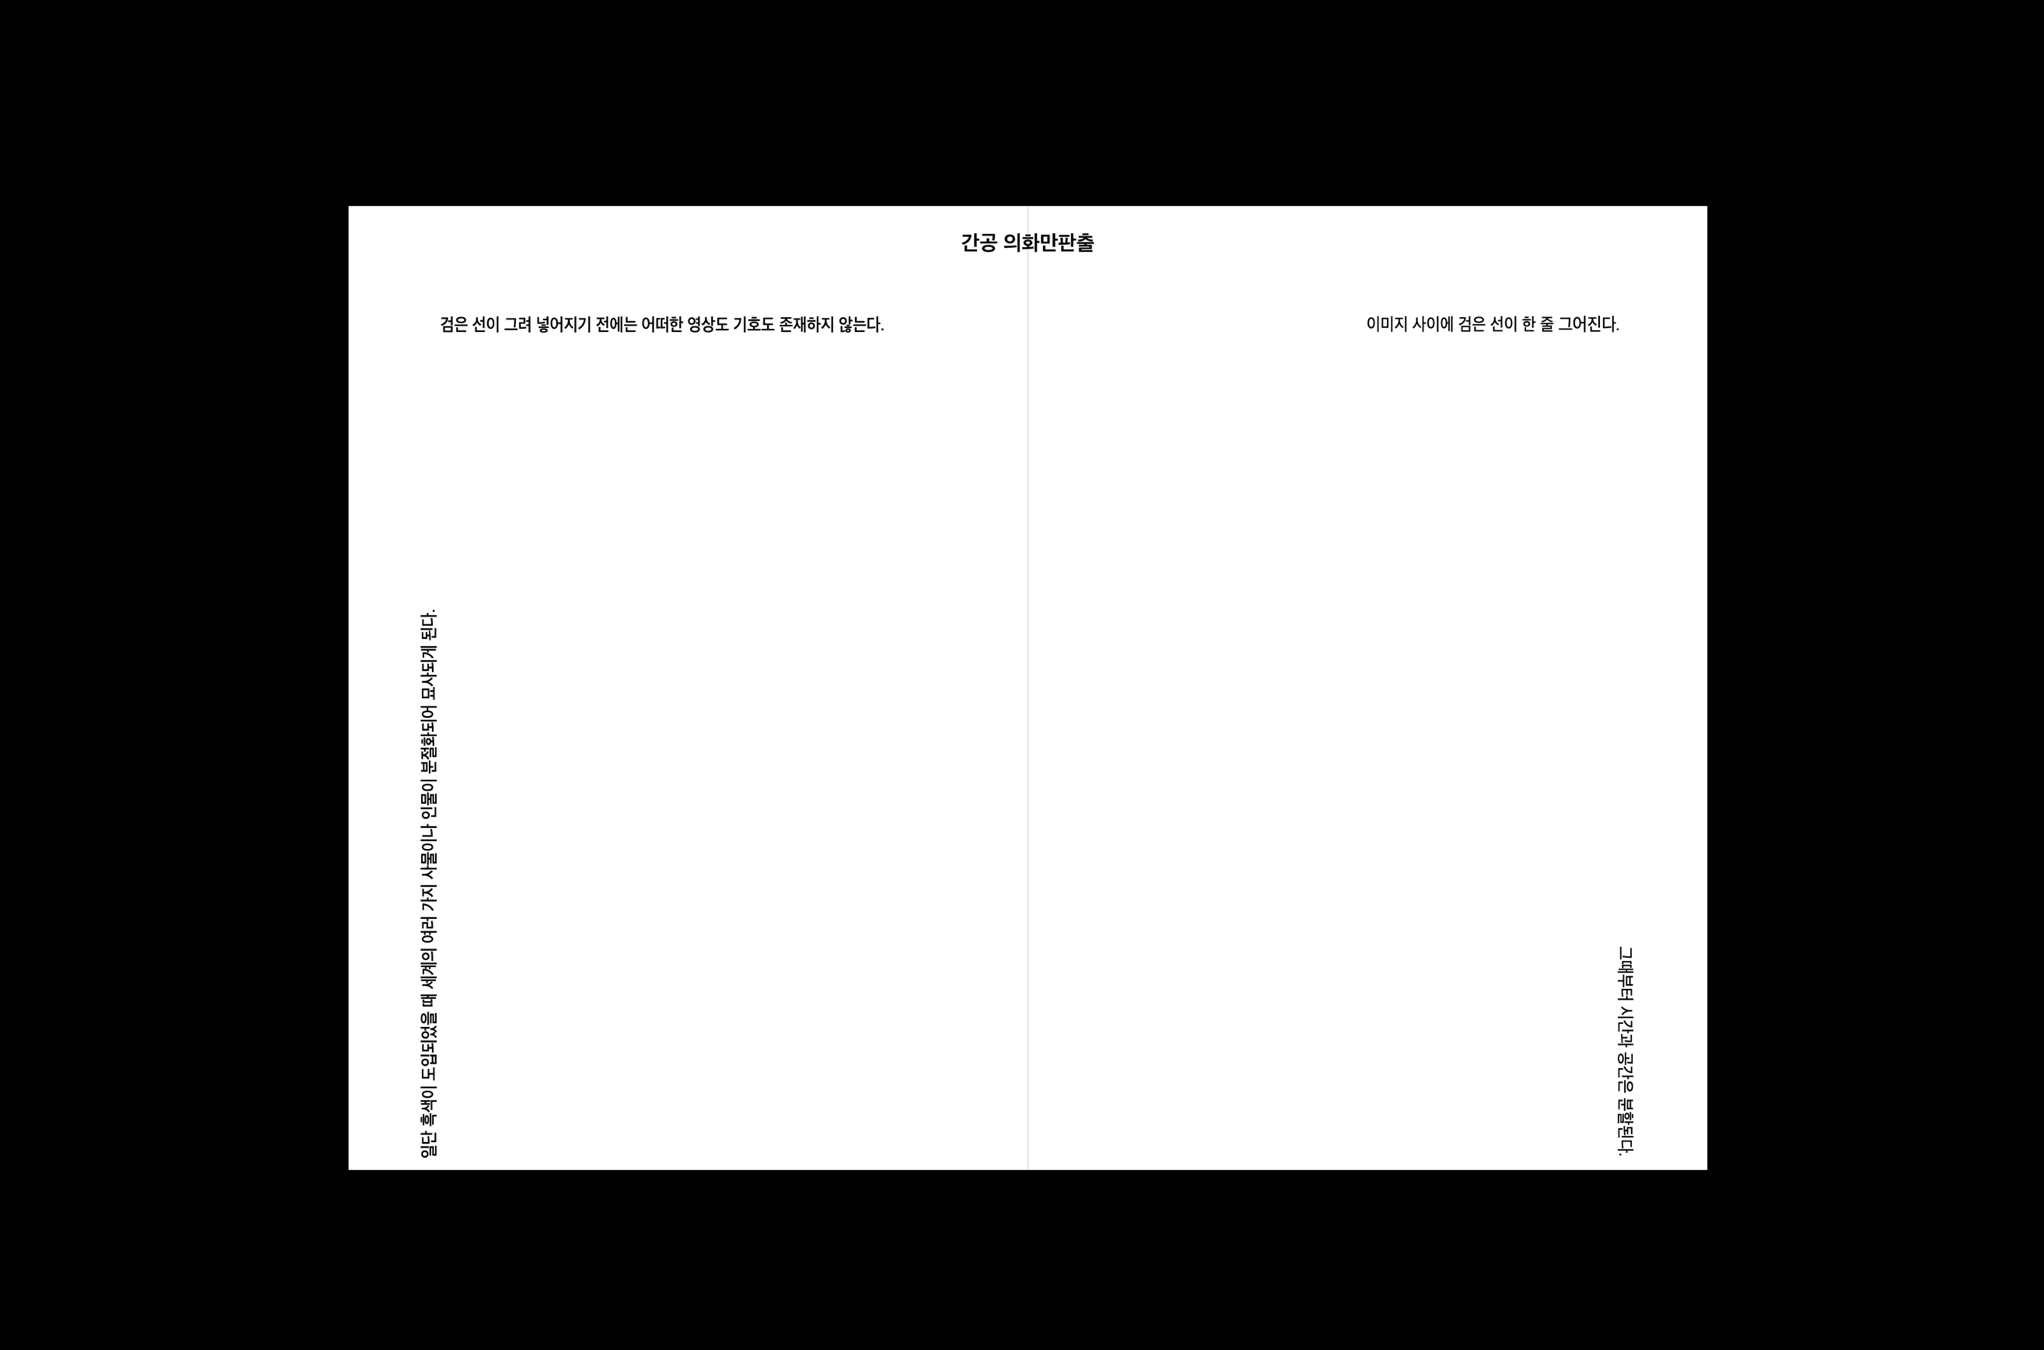 간공 의화만판출
검은 선이 그려 넣어지기 전에는 어떠한 영상도 기호도 존재하지 않는다.
일단 흑색이 도입되었을 때 세계의 여러 가지 사물이나 인물이 분절화되어 묘사되게 된다.
이미지 사이에 검은 선이 한 줄 그어진다.
그때부터 시간과 공간은 분할된다.